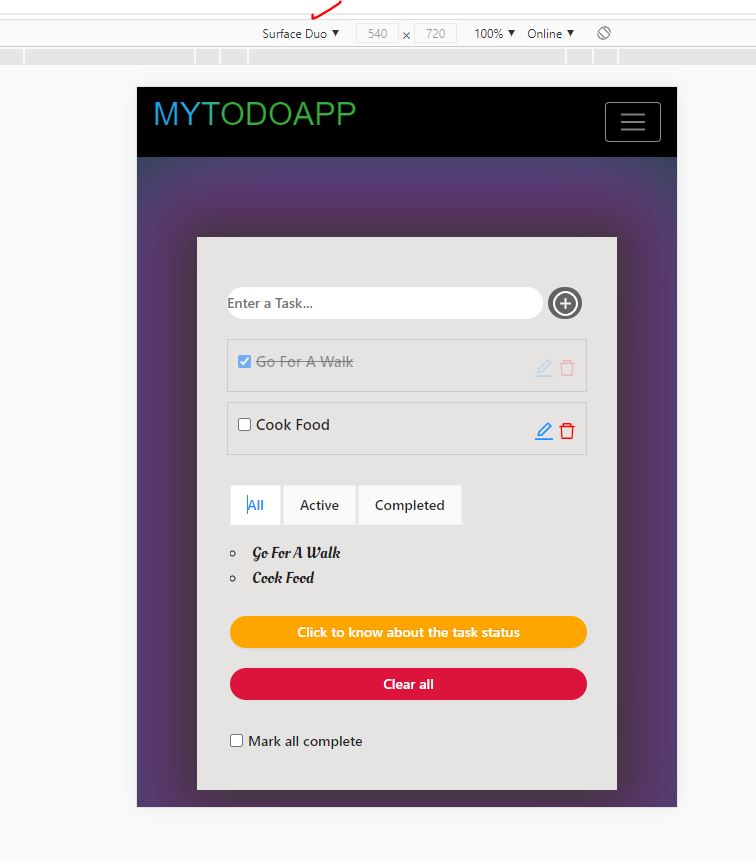 Surface Duo ▼ 540 × 720 100% ▼ Online ▼
MYTODOAPP
Enter a Task...
Go For A Walk
Cook Food
All Active Completed
Go For A Walk
Cook Food
Click to know about the task status
Clear all
Mark all complete